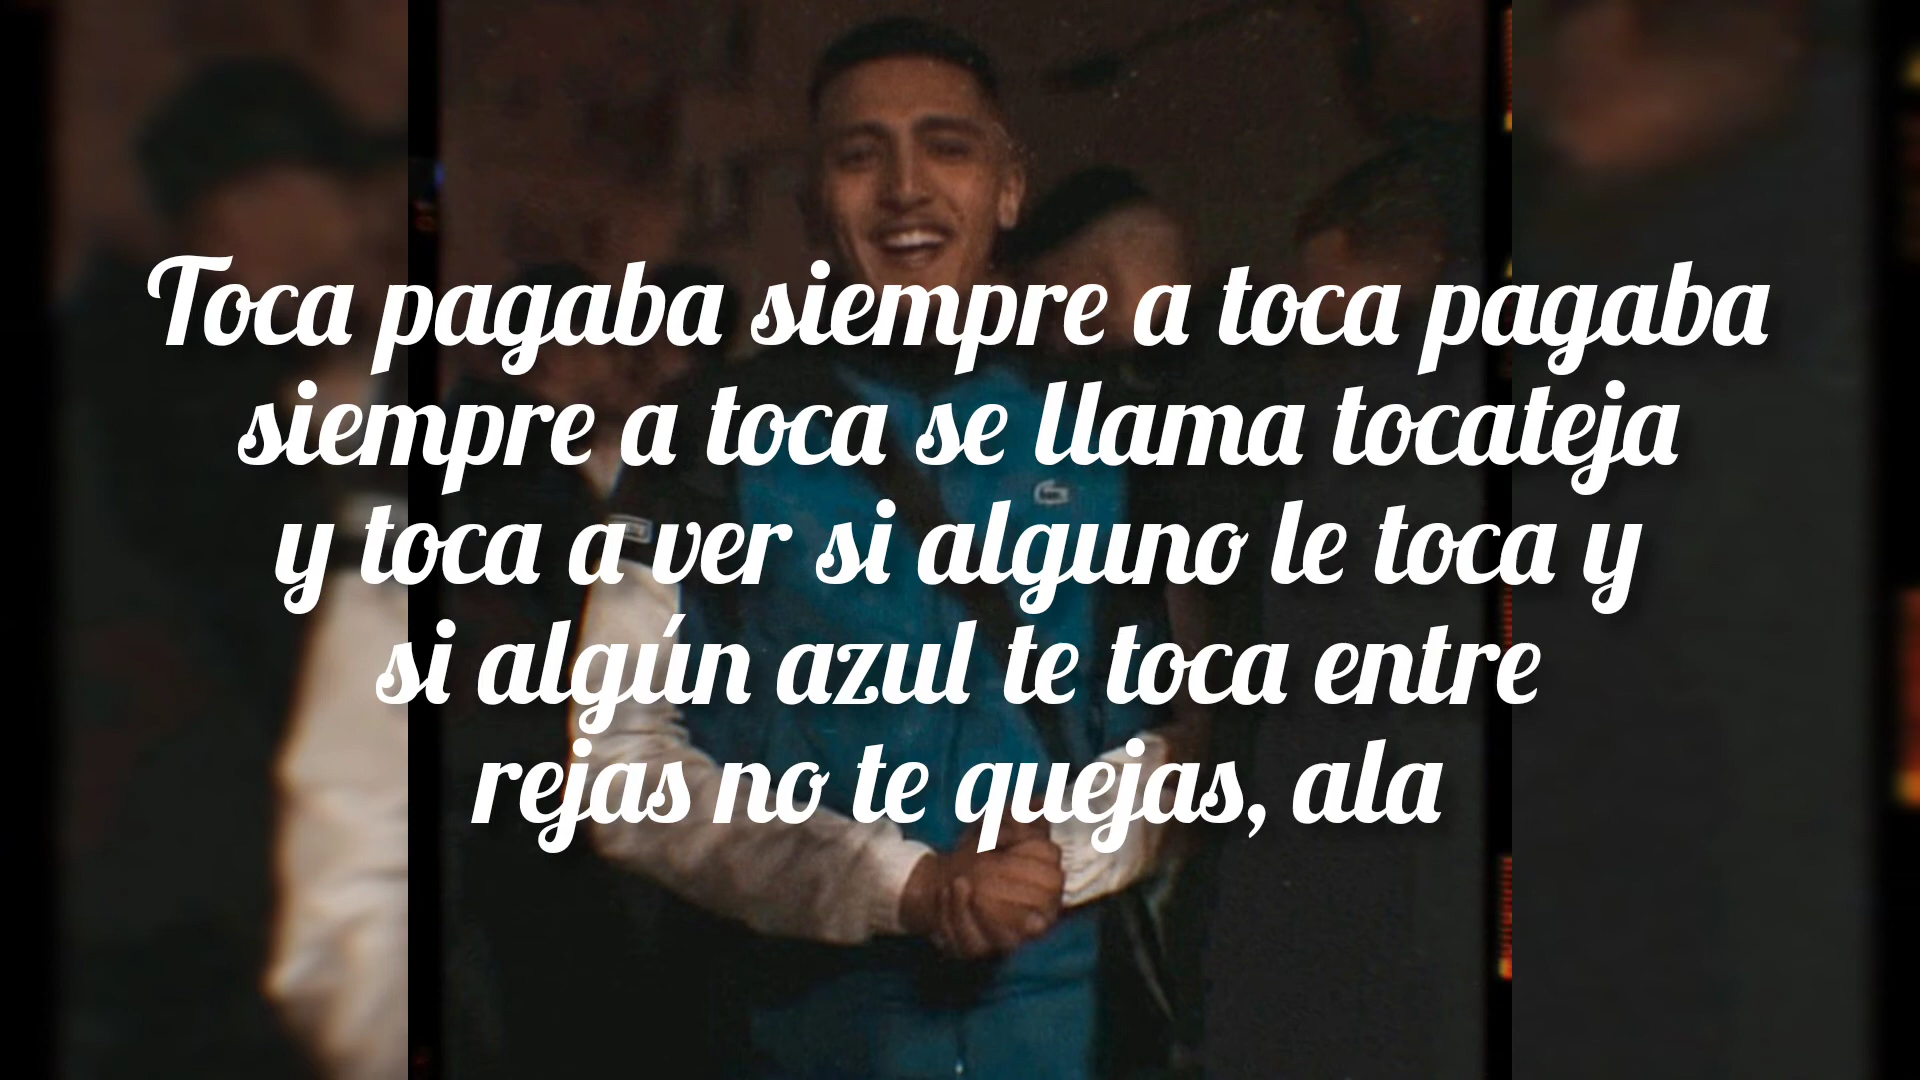 Toca pagaba siempre a toca pagaba
siempre a toca se llama tocateja
y toca a ver si alguno le toca y
si algún azul te toca entre
rejas no te quejas, ala